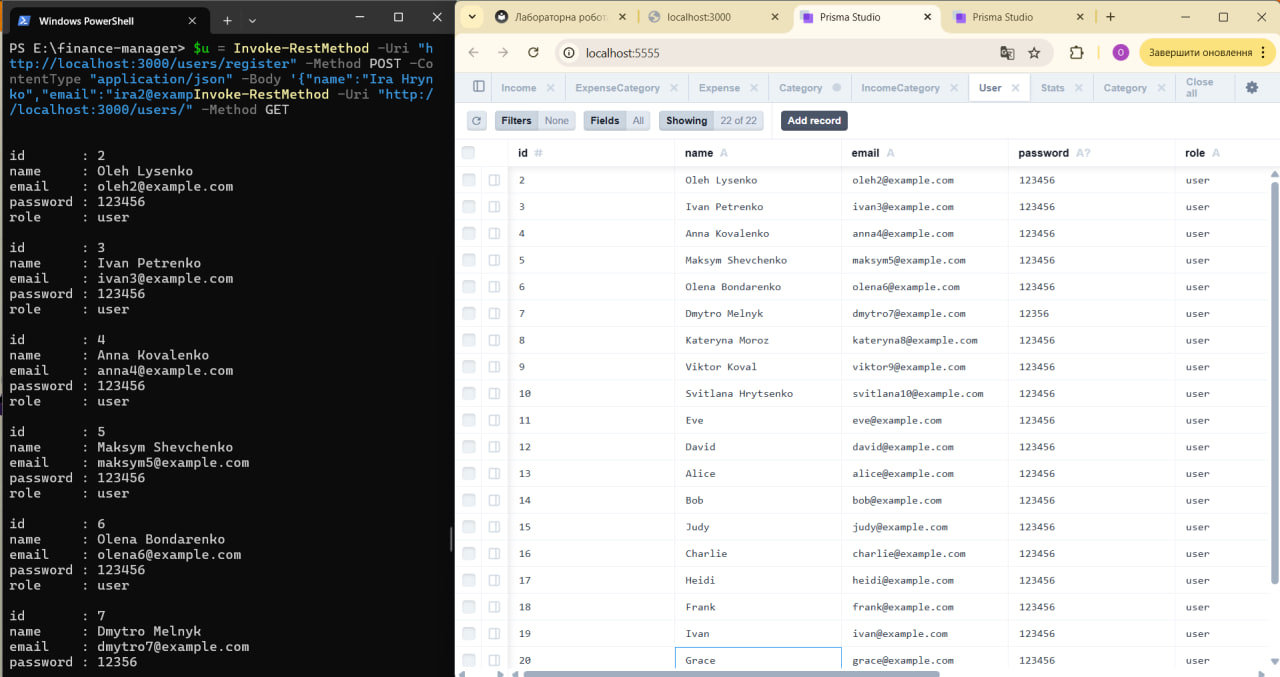 Windows PowerShell
PS E:\finance-manager> $u = Invoke-RestMethod -Uri "h
ttp://localhost:3000/users/register" -Method POST -Co
ntentType "application/json" -Body '{"name":"Ira Hryn
ko","email":"ira2@exampInvoke-RestMethod -Uri "http:/
/localhost:3000/users/" -Method GET
id : 2
name : Oleh Lysenko
email : oleh2@example.com
password : 123456
role : user
id : 3
name : Ivan Petrenko
email : ivan3@example.com
password : 123456
role : user
id : 4
name : Anna Kovalenko
email : anna4@example.com
password : 123456
role : user
id : 5
name : Maksym Shevchenko
email : maksym5@example.com
password : 123456
role : user
id : 6
name : Olena Bondarenko
email : olena6@example.com
password : 123456
role : user
id : 7
name : Dmytro Melnyk
email : dmytro7@example.com
password : 12356
Лабораторна робот
localhost:3000
Prisma Studio
Prisma Studio
localhost:5555
O
Завершити оновлення
Income ExpenseCategory Expense Category IncomeCategory User Stats Category Close all
Filters None Fields All Showing 22 of 22 Add record
id # name A email A password A? role A
2 Oleh Lysenko oleh2@example.com 123456 user
3 Ivan Petrenko ivan3@example.com 123456 user
4 Anna Kovalenko anna4@example.com 123456 user
5 Maksym Shevchenko maksym5@example.com 123456 user
6 Olena Bondarenko olena6@example.com 123456 user
7 Dmytro Melnyk dmytro7@example.com 12356 user
8 Kateryna Moroz kateryna8@example.com 123456 user
9 Viktor Koval viktor9@example.com 123456 user
10 Svitlana Hrytsenko svitlana10@example.com 123456 user
11 Eve eve@example.com 123456 user
12 David david@example.com 123456 user
13 Alice alice@example.com 123456 user
14 Bob bob@example.com 123456 user
15 Judy judy@example.com 123456 user
16 Charlie charlie@example.com 123456 user
17 Heidi heidi@example.com 123456 user
18 Frank frank@example.com 123456 user
19 Ivan ivan@example.com 123456 user
20 Grace grace@example.com 123456 user